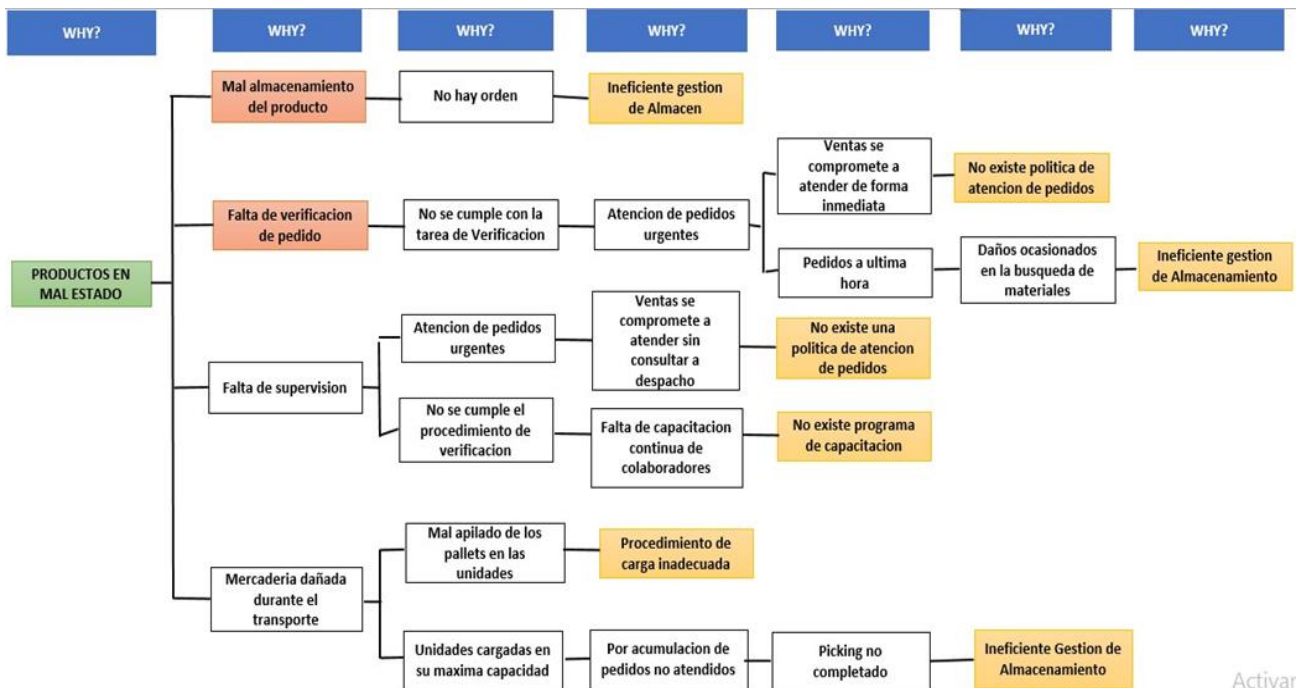 WHY?
WHY?
WHY?
WHY?
WHY?
WHY?
WHY?
PRODUCTOS EN
MAL ESTADO
Mal almacenamiento
del producto
No hay orden
Ineficiente gestion
de Almacen
Falta de verificacion
de pedido
No se cumple con la
tarea de Verificacion
Atencion de pedidos
urgentes
Ventas se
compromete a
atender de forma
inmediata
No existe politica de
atencion de pedidos
Pedidos a ultima
hora
Daños ocasionados
en la busqueda de
materiales
Ineficiente gestion
de Almacenamiento
Falta de supervision
Atencion de pedidos
urgentes
Ventas se
compromete a
atender sin
consultar a
despacho
No existe una
politica de atencion
de pedidos
No se cumple el
procedimiento de
verificacion
Falta de capacitacion
continua de
colaboradores
No existe programa
de capacitacion
Mercaderia dañada
durante el
transporte
Mal apilado de los
pallets en las
unidades
Procedimiento de
carga inadecuada
Unidades cargadas en
su maxima capacidad
Por acumulacion de
pedidos no atendidos
Picking no
completado
Ineficiente Gestion de
Almacenamiento
Activar